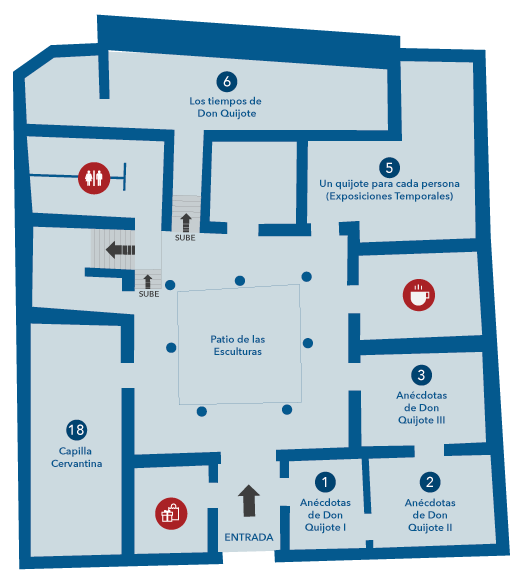 6
Los tiempos de
Don Quijote
5
Un quijote para cada persona
(Exposiciones Temporales)
SUBE
SUBE
Patio de las
Esculturas
3
Anécdotas
de Don
Quijote III
18
Capilla
Cervantina
1
Anécdotas
de Don
Quijote I
2
Anécdotas
de Don
Quijote II
ENTRADA